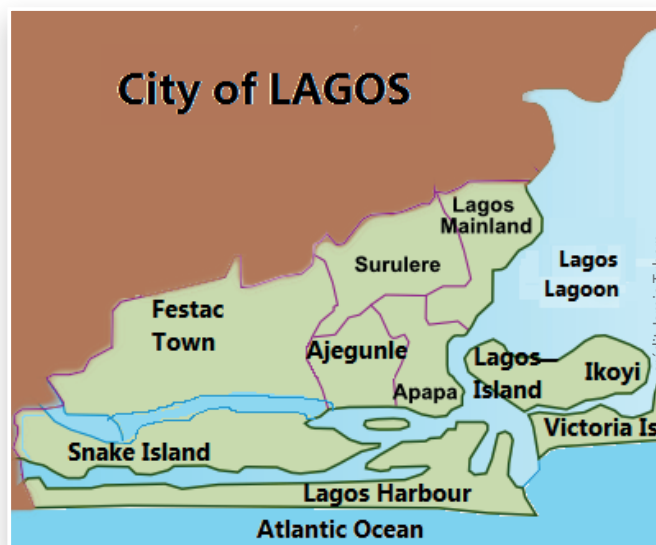 City of LAGOS
Lagos
Mainland
Surulere
Lagos
Lagoon
Festac
Town
Ajegunle
Lagos
Island
Ikoyi
Apapa
Victoria Is
Snake Island
Lagos Harbour
Atlantic Ocean